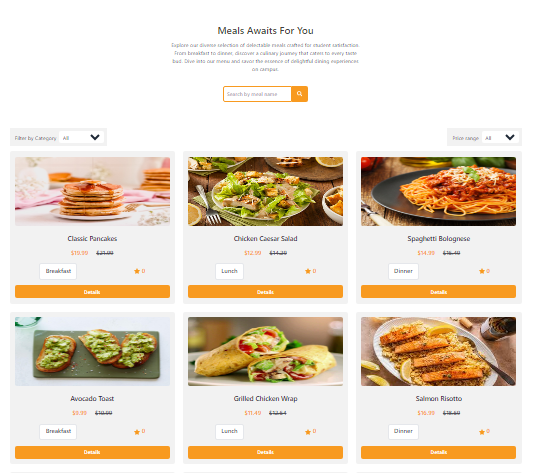 Meals Awaits For You
Explore our diverse selection of delectable meals crafted for student satisfaction.
From breakfast to dinner, discover a culinary journey that caters to every taste
bud. Dive into our menu and savor the essence of delightful dining experiences
on campus.
Search by meal name
Filter by Category All
Price range All
Classic Pancakes
$19.99 $21.99
Breakfast 0
Details
Chicken Caesar Salad
$12.99 $14.29
Lunch 0
Details
Spaghetti Bolognese
$14.99 $16.49
Dinner 0
Details
Avocado Toast
$9.99 $10.99
Breakfast 0
Details
Grilled Chicken Wrap
$11.49 $12.64
Lunch 0
Details
Salmon Risotto
$16.99 $18.69
Dinner 0
Details